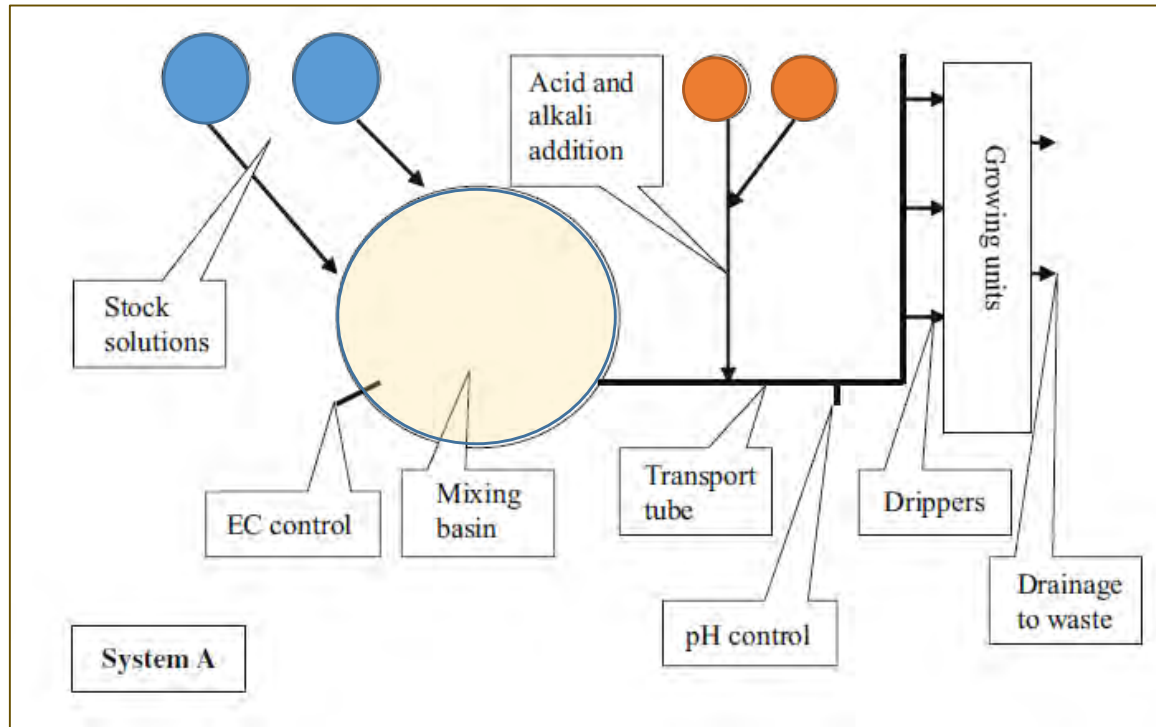 Acid and
alkali
addition
Growing units
Stock
solutions
EC control
Mixing
basin
Transport
tube
Drippers
pH control
Drainage
to waste
System A